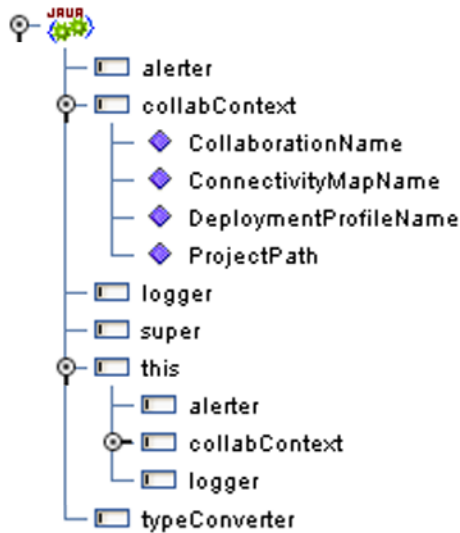 JAVA
alerter
collabContext
CollaborationName
ConnectivityMapName
DeploymentProfileName
ProjectPath
logger
super
this
alerter
collabContext
logger
typeConverter